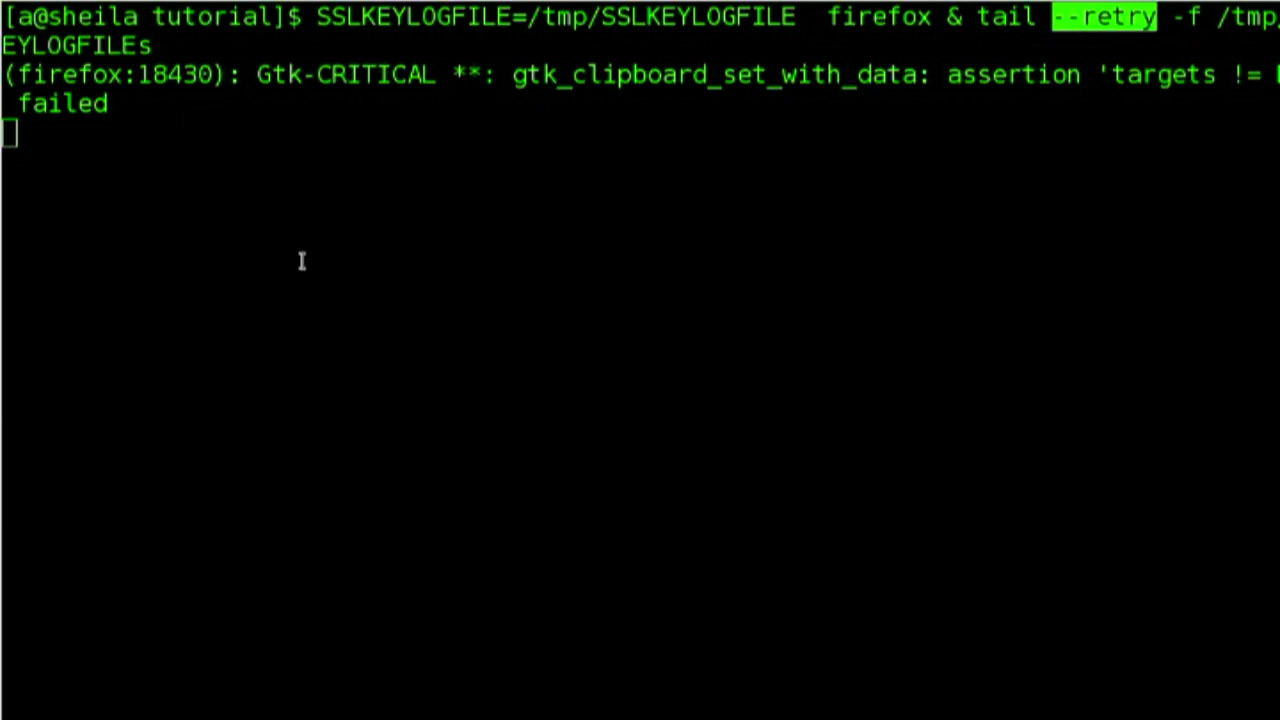 [a@sheila tutorial]$ SSLKEYLOGFILE=/tmp/SSLKEYLOGFILE  firefox & tail --retry -f /tmp
EYLOGFILEs
(firefox:18430): Gtk-CRITICAL **: gtk_clipboard_set_with_data: assertion 'targets !=
 failed